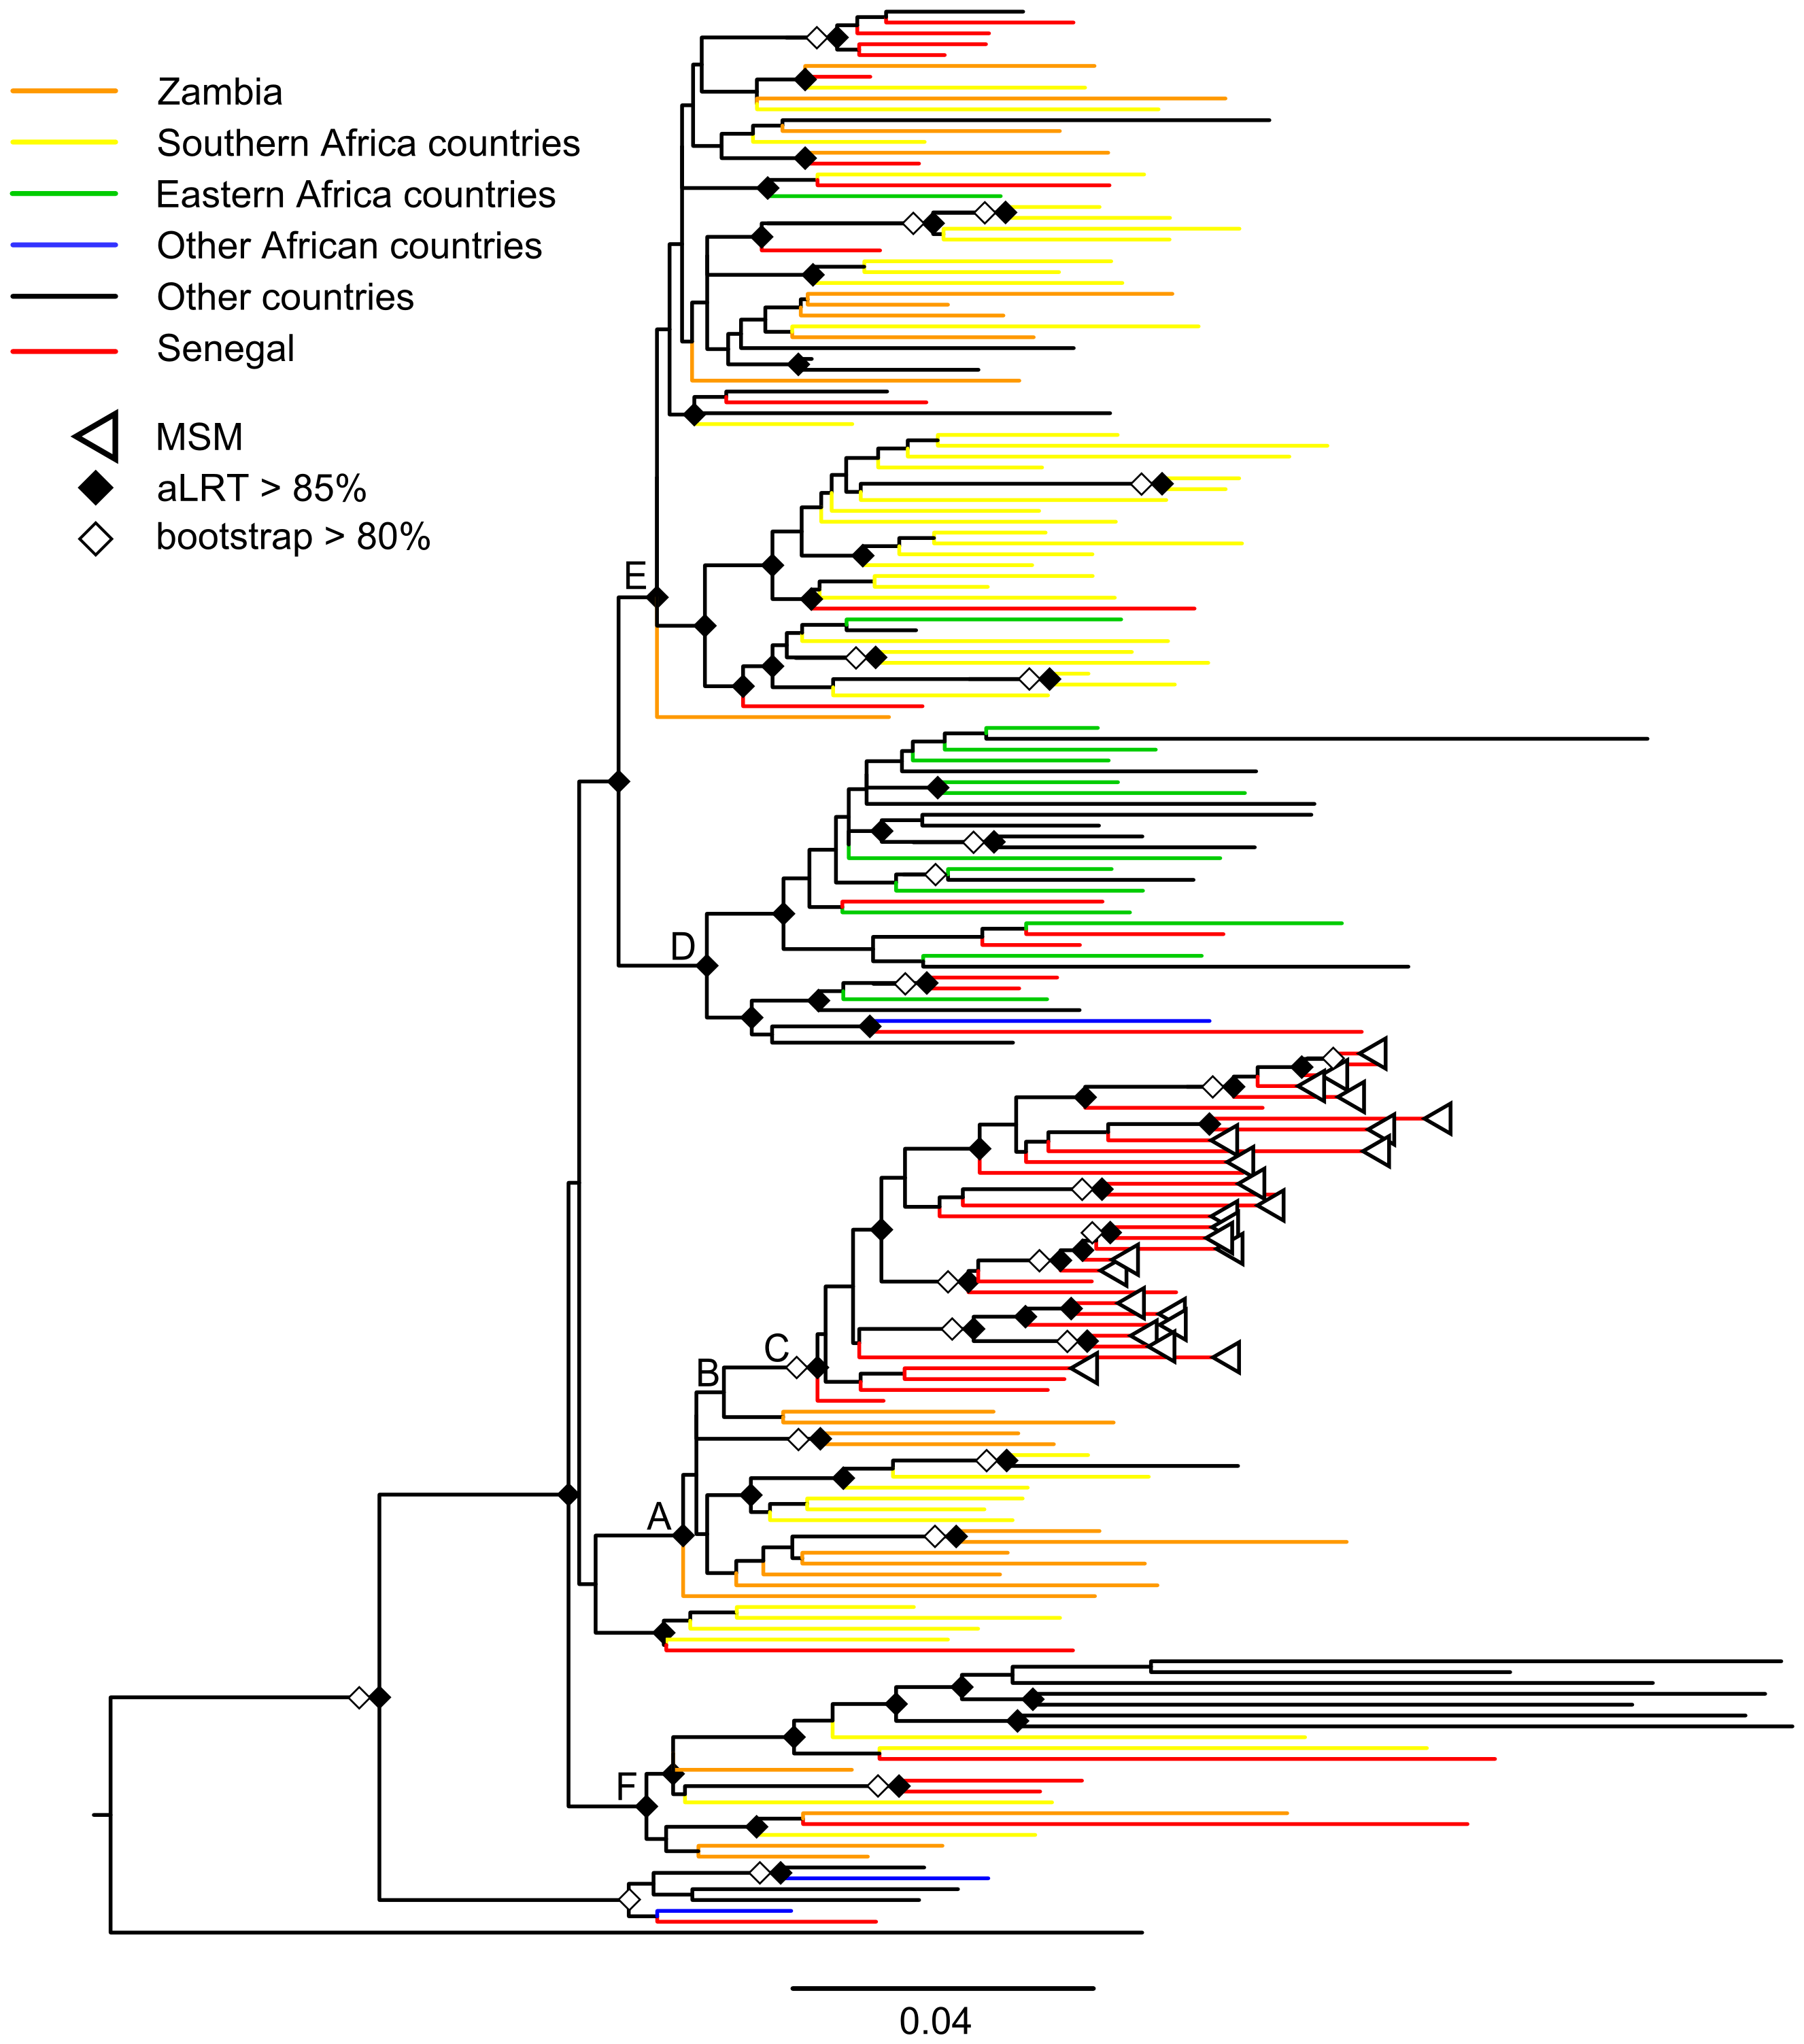 Zambia
Southern Africa countries
Eastern Africa countries
Other African countries
Other countries
Senegal
MSM
aLRT > 85%
bootstrap > 80%
E
D
C
B
A
F
0.04